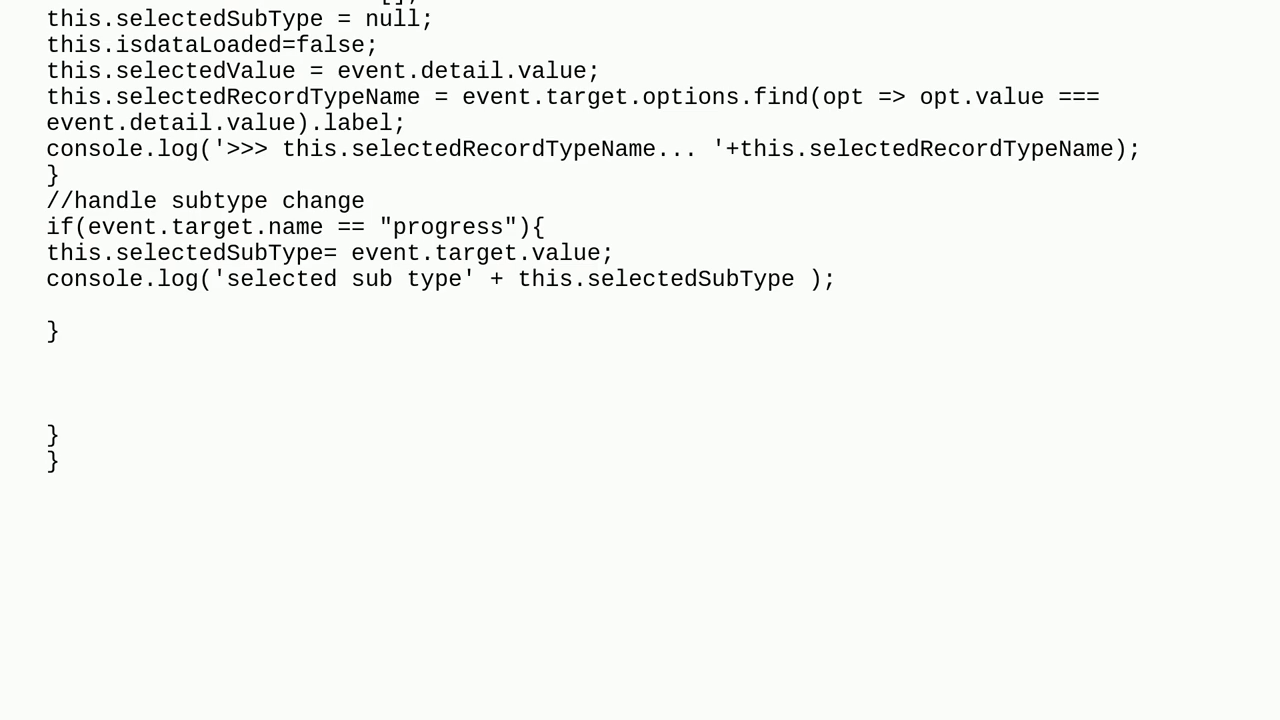 this.selectedSubType = null;
this.isdataLoaded=false;
this.selectedValue = event.detail.value;
this.selectedRecordTypeName = event.target.options.find(opt => opt.value ===
event.detail.value).label;
console.log('>>> this.selectedRecordTypeName... '+this.selectedRecordTypeName);
}
//handle subtype change
if(event.target.name == "progress"){
this.selectedSubType= event.target.value;
console.log('selected sub type' + this.selectedSubType );
}
}
}